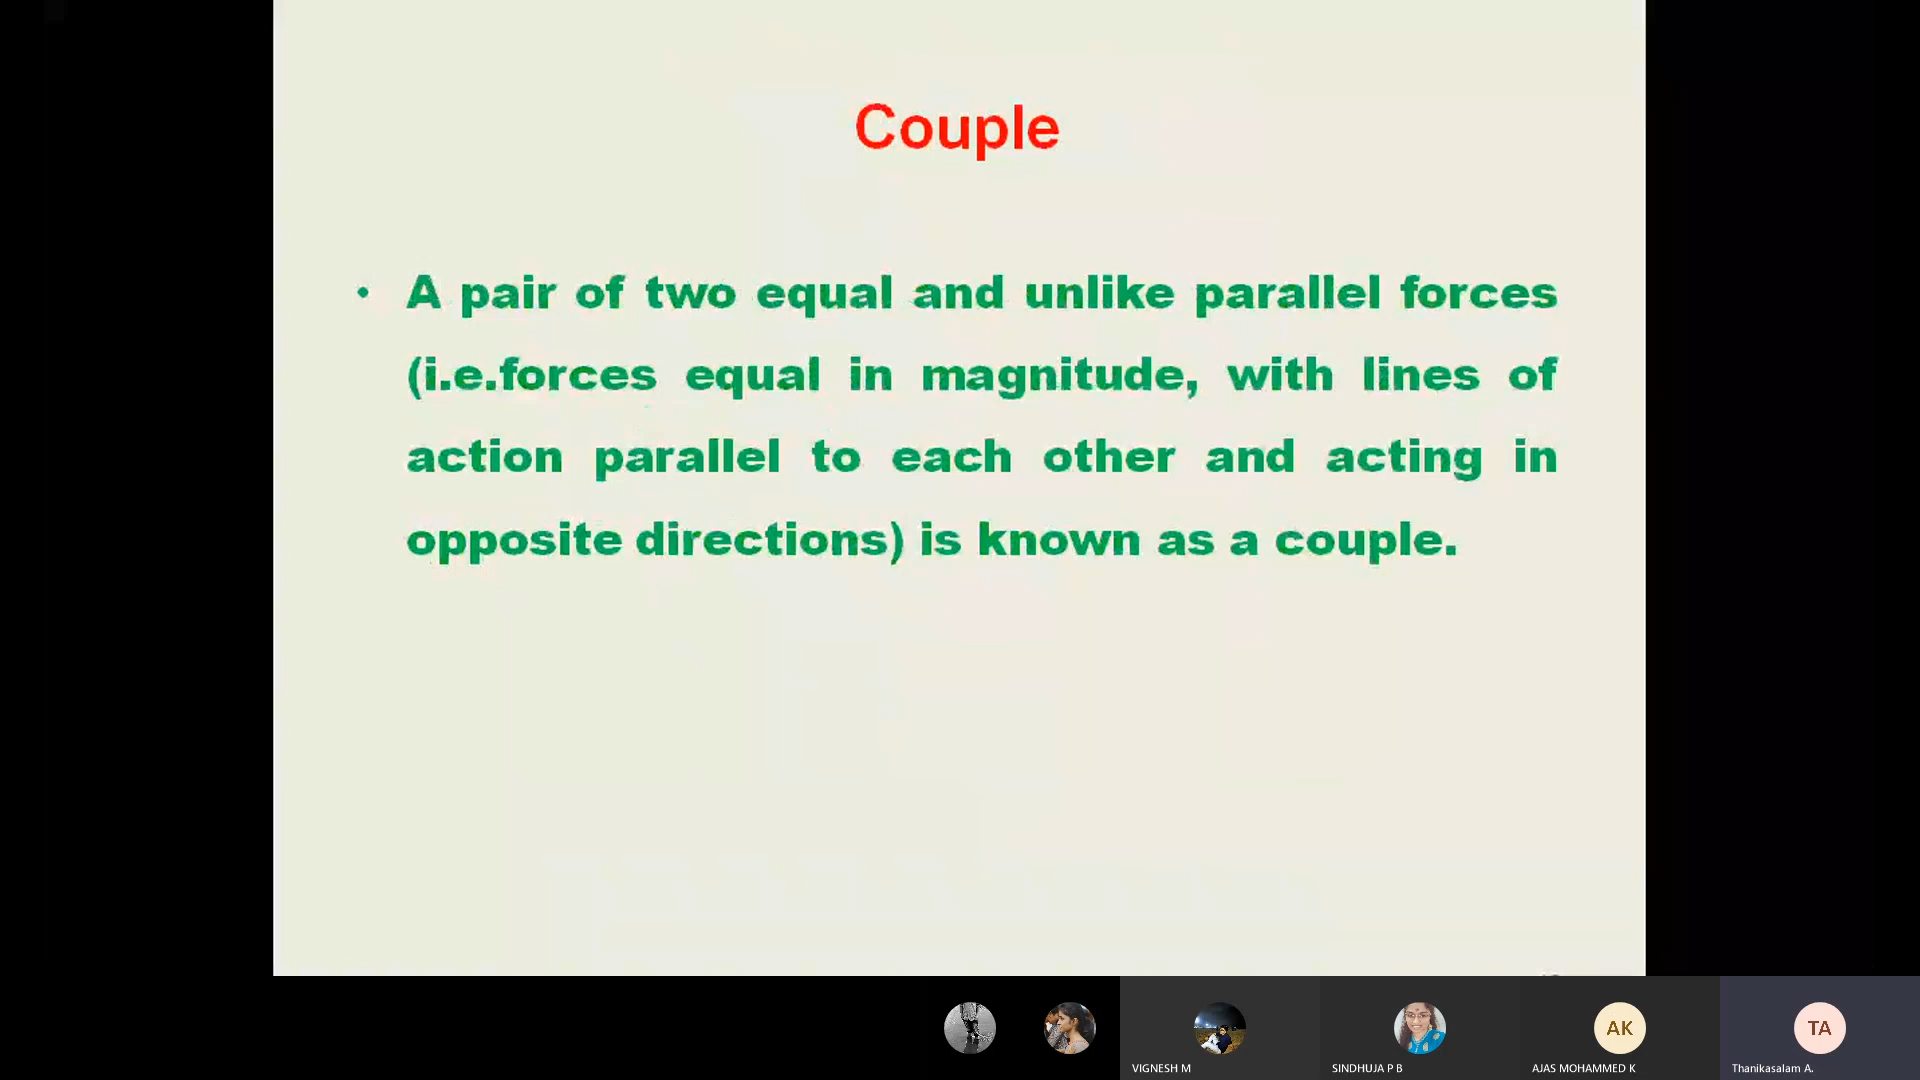 Couple
• A pair of two equal and unlike parallel forces
(i.e.forces equal in magnitude, with lines of
action parallel to each other and acting in
opposite directions) is known as a couple.
AK
TA
VIGNESH M
SINDHUJA P B
AJAS MOHAMMED K
Thanikasalam A.